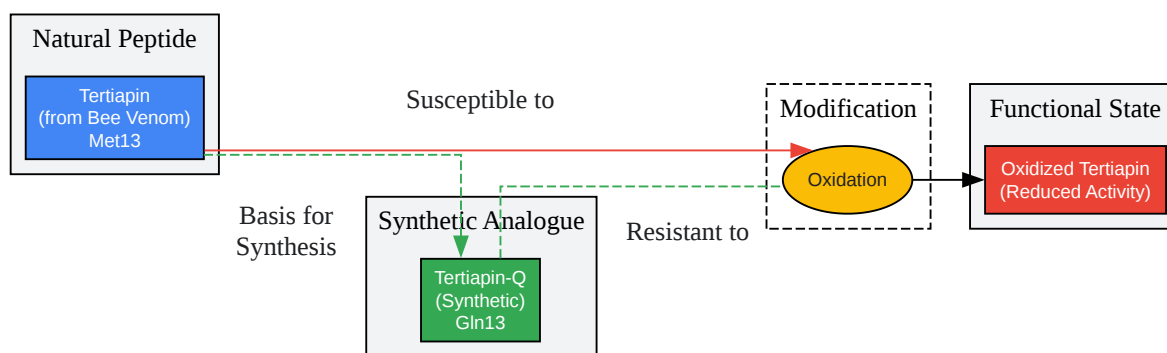 Natural Peptide
Tertiapin
(from Bee Venom)
Met13
Susceptible to
Modification
Oxidation
Functional State
Oxidized Tertiapin
(Reduced Activity)
Basis for
Synthesis
Synthetic Analogue
Tertiapin-Q
(Synthetic)
Gln13
Resistant to